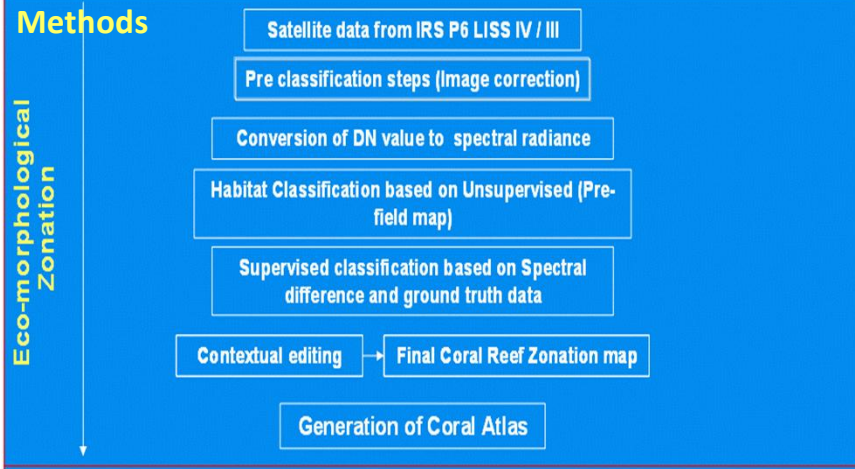 Methods
Eco-morphological
Zonation
Satellite data from IRS P6 LISS IV / III
Pre classification steps (Image correction)
Conversion of DN value to spectral radiance
Habitat Classification based on Unsupervised (Pre-
field map)
Supervised classification based on Spectral
difference and ground truth data
Contextual editing
Final Coral Reef Zonation map
Generation of Coral Atlas